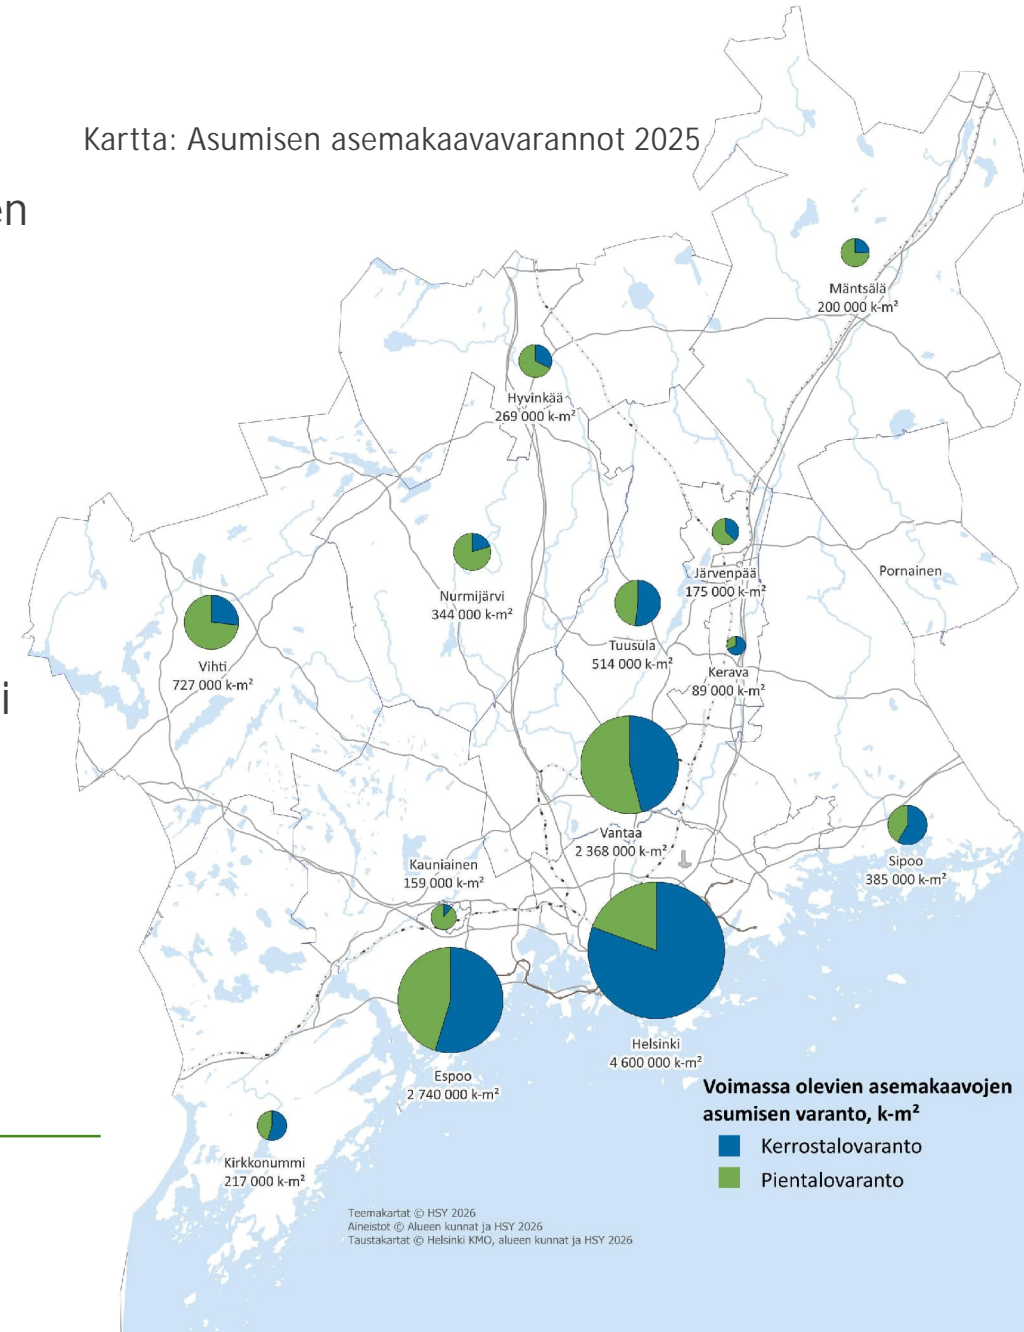 Kartta: Asumisen asemakaavavarannot 2025
en
Mäntsälä
200 000 k-m²
Hyvinkää
269 000 k-m²
Nurmijärvi
344 000 k-m²
Järvenpää
175 000 k-m²
Pornainen
Tuusula
514 000 k-m²
Vihti
727 000 k-m²
Kerava
89 000 k-m²
i
Vantaa
2 368 000 k-m²
Kauniainen
159 000 k-m²
Sipoo
385 000 k-m²
Helsinki
4 600 000 k-m²
Espoo
2 740 000 k-m²
Kirkkonummi
217 000 k-m²
Voimassa olevien asemakaavojen
asumisen varanto, k-m²
Kerrostalovaranto
Pientalovaranto
Teemakartat © HSY 2026
Aineistot © Alueen kunnat ja HSY 2026
Taustakartat © Helsinki KMO, alueen kunnat ja HSY 2026